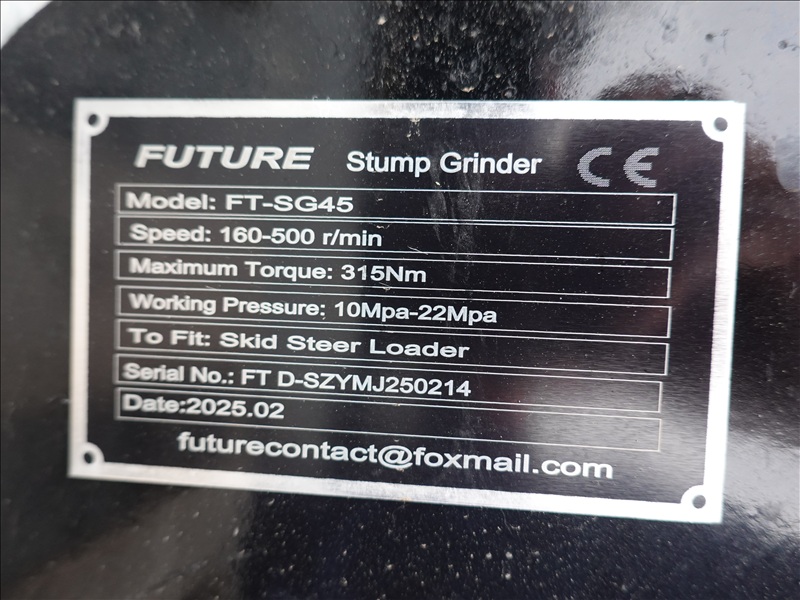 FUTURE Stump Grinder CE
Model: FT-SG45
Speed: 160-500 r/min
Maximum Torque: 315Nm
Working Pressure: 10Mpa-22Mpa
To Fit: Skid Steer Loader
Serial No.: FT D-SZYMJ250214
Date:2025.02
futurecontact@foxmail.com